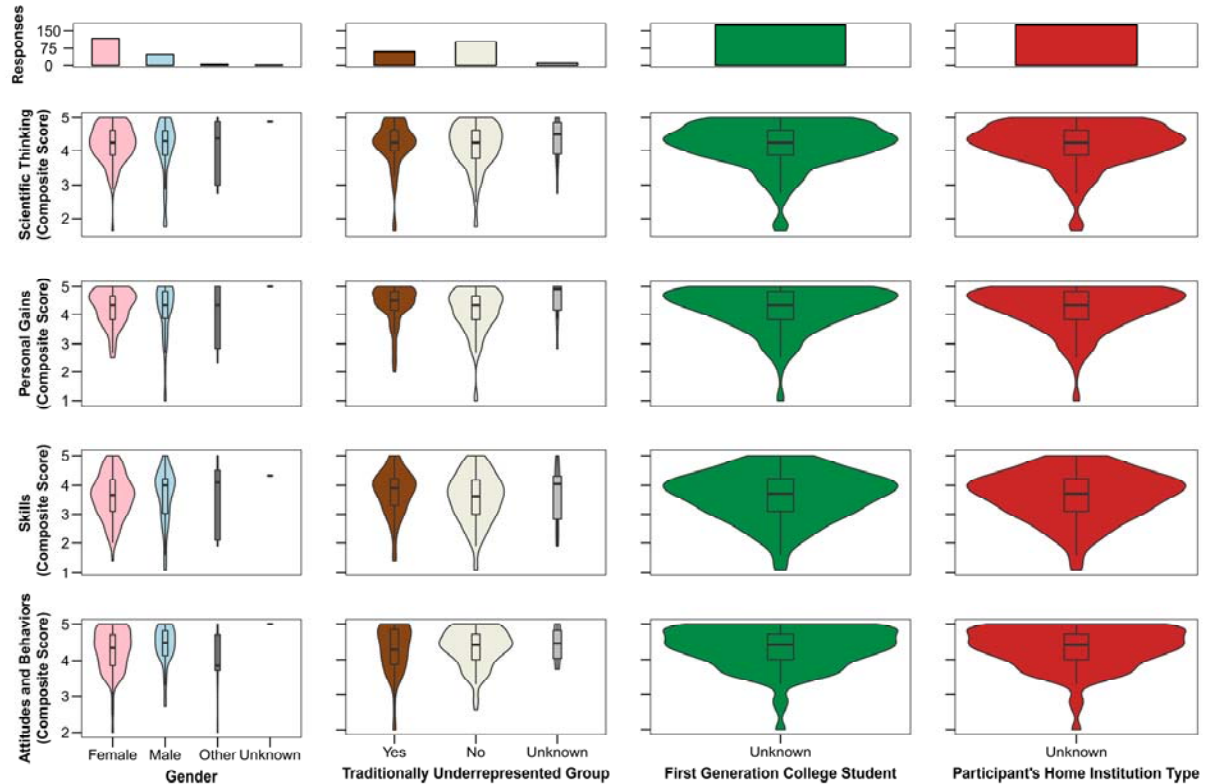 Responses
150
75
0
Scientific Thinking
(Composite Score)
5
4
3
2
Personal Gains
(Composite Score)
5
4
3
2
1
Skills
(Composite Score)
5
4
3
2
1
Attitudes and Behaviors
(Composite Score)
5
4
3
2
Female Male Other Unknown
Gender
Yes No Unknown
Traditionally Underrepresented Group
Unknown
First Generation College Student
Unknown
Participant's Home Institution Type